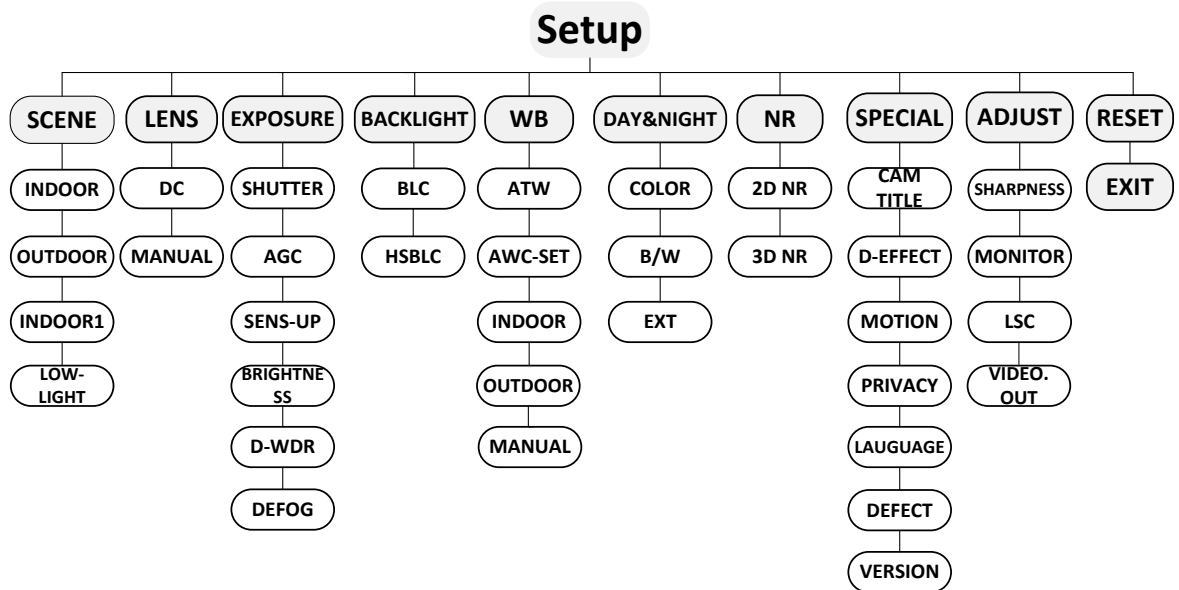 Setup
SCENE
LENS
EXPOSURE
BACKLIGHT
WB
DAY&NIGHT
NR
SPECIAL
ADJUST
RESET
INDOOR
DC
SHUTTER
BLC
ATW
COLOR
2D NR
CAM
TITLE
SHARPNESS
EXIT
OUTDOOR
MANUAL
AGC
HSBLC
AWC-SET
B/W
3D NR
D-EFFECT
MONITOR
INDOOR1
SENS-UP
INDOOR
EXT
MOTION
LSC
LOW-
LIGHT
BRIGHTNE
SS
OUTDOOR
PRIVACY
VIDEO.
OUT
D-WDR
MANUAL
LAUGUAGE
DEFOG
DEFECT
VERSION